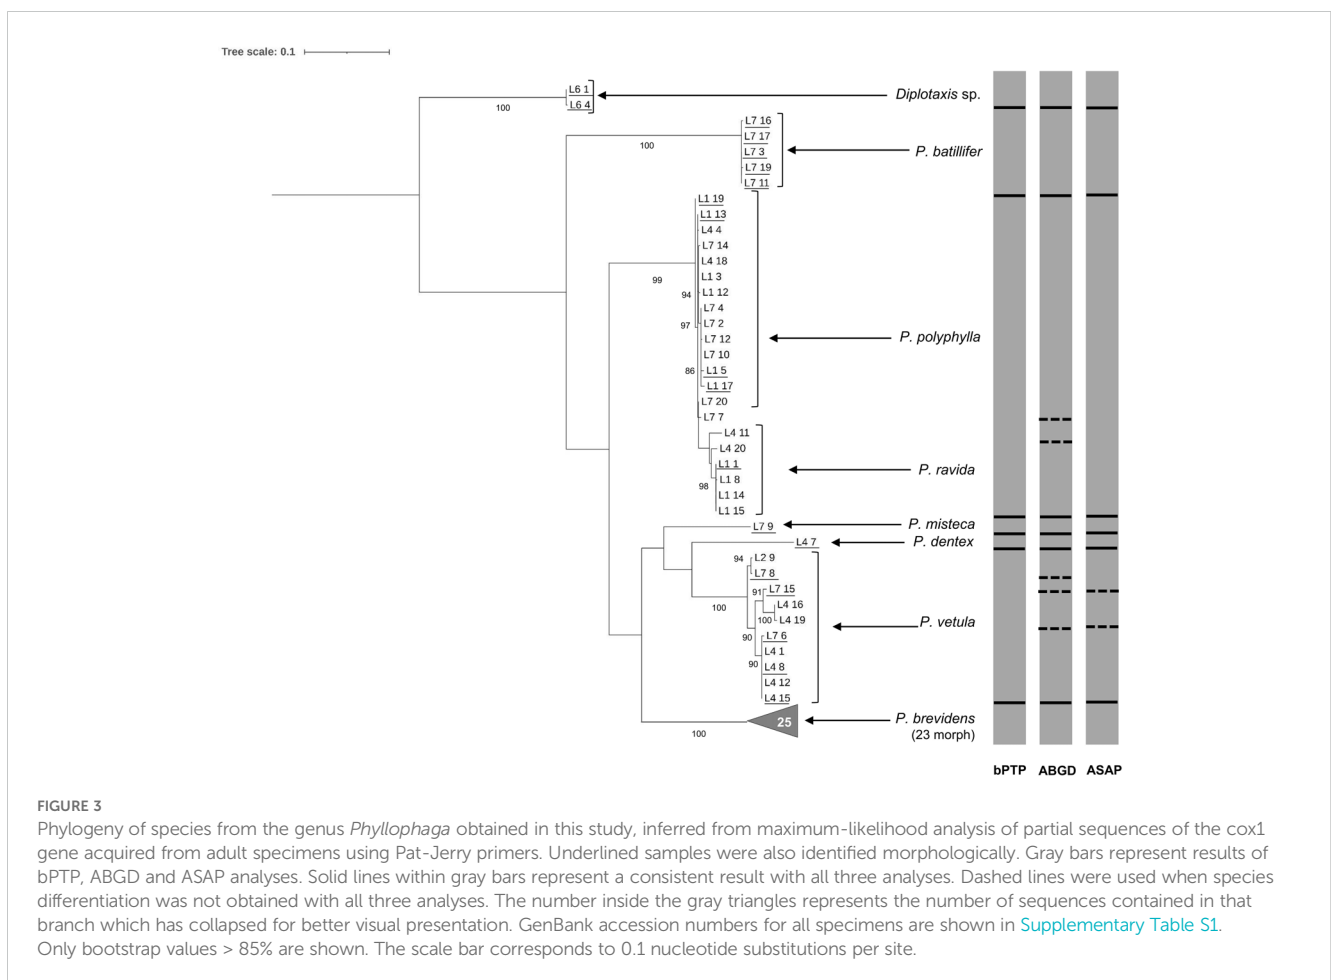 Tree scale: 0.1
L6 1
L6 4
100
Diplotaxis sp.
L7 16
L7 17
L7 3
L7 19
L7 11
100
P. batillifer
L1 19
L1 13
L4 4
L7 14
L4 18
L1 3
L1 12
L7 4
L7 2
L7 12
L7 10
L1 5
L1 17
L7 20
L7 7
99
94
97
86
P. polyphylla
L4 11
L4 20
L1 1
L1 8
L1 14
L1 15
98
P. ravida
L7 9
P. misteca
L4 7
P. dentex
L2 9
L7 8
L7 15
L4 16
L4 19
L7 6
L4 1
L4 8
L4 12
L4 15
94
91
100
100
90
90
P. vetula
25
100
P. brevidens
(23 morph)
bPTP ABGD ASAP
FIGURE 3
Phylogeny of species from the genus Phyllophaga obtained in this study, inferred from maximum-likelihood analysis of partial sequences of the cox1
gene acquired from adult specimens using Pat-Jerry primers. Underlined samples were also identified morphologically. Gray bars represent results of
bPTP, ABGD and ASAP analyses. Solid lines within gray bars represent a consistent result with all three analyses. Dashed lines were used when species
differentiation was not obtained with all three analyses. The number inside the gray triangles represents the number of sequences contained in that
branch which has collapsed for better visual presentation. GenBank accession numbers for all specimens are shown in Supplementary Table S1.
Only bootstrap values > 85% are shown. The scale bar corresponds to 0.1 nucleotide substitutions per site.